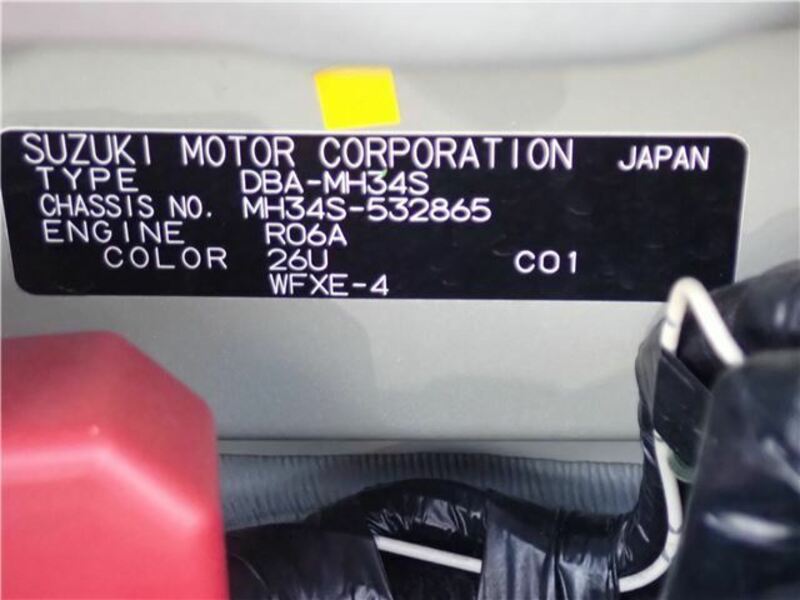 SUZUKI MOTOR CORPORATION JAPAN
TYPE DBA-MH34S
CHASSIS NO. MH34S-532865
ENGINE R06A
COLOR 26U C01
WFXE-4